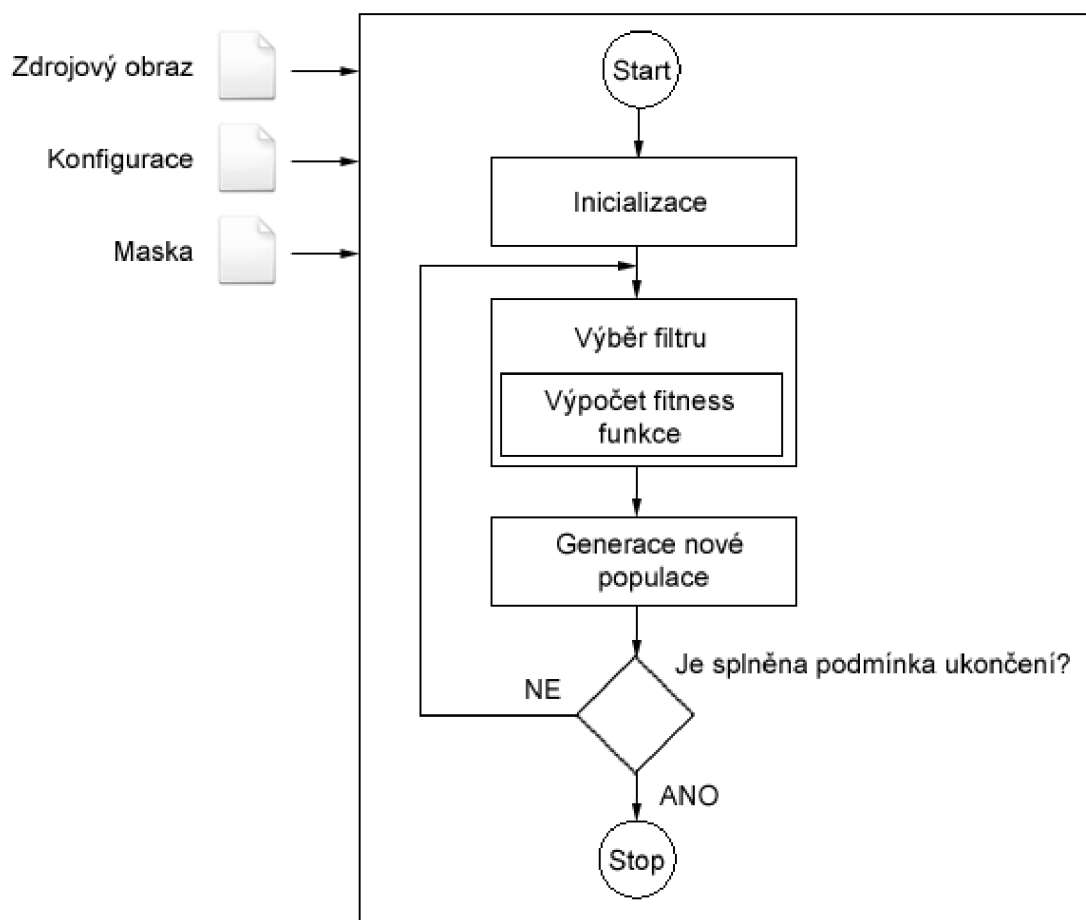 Zdrojový obraz
Konfigurace
Maska
Start
Inicializace
Výběr filtru
Výpočet fitness
funkce
Generace nové
populace
Je splněna podmínka ukončení?
NE
ANO
Stop